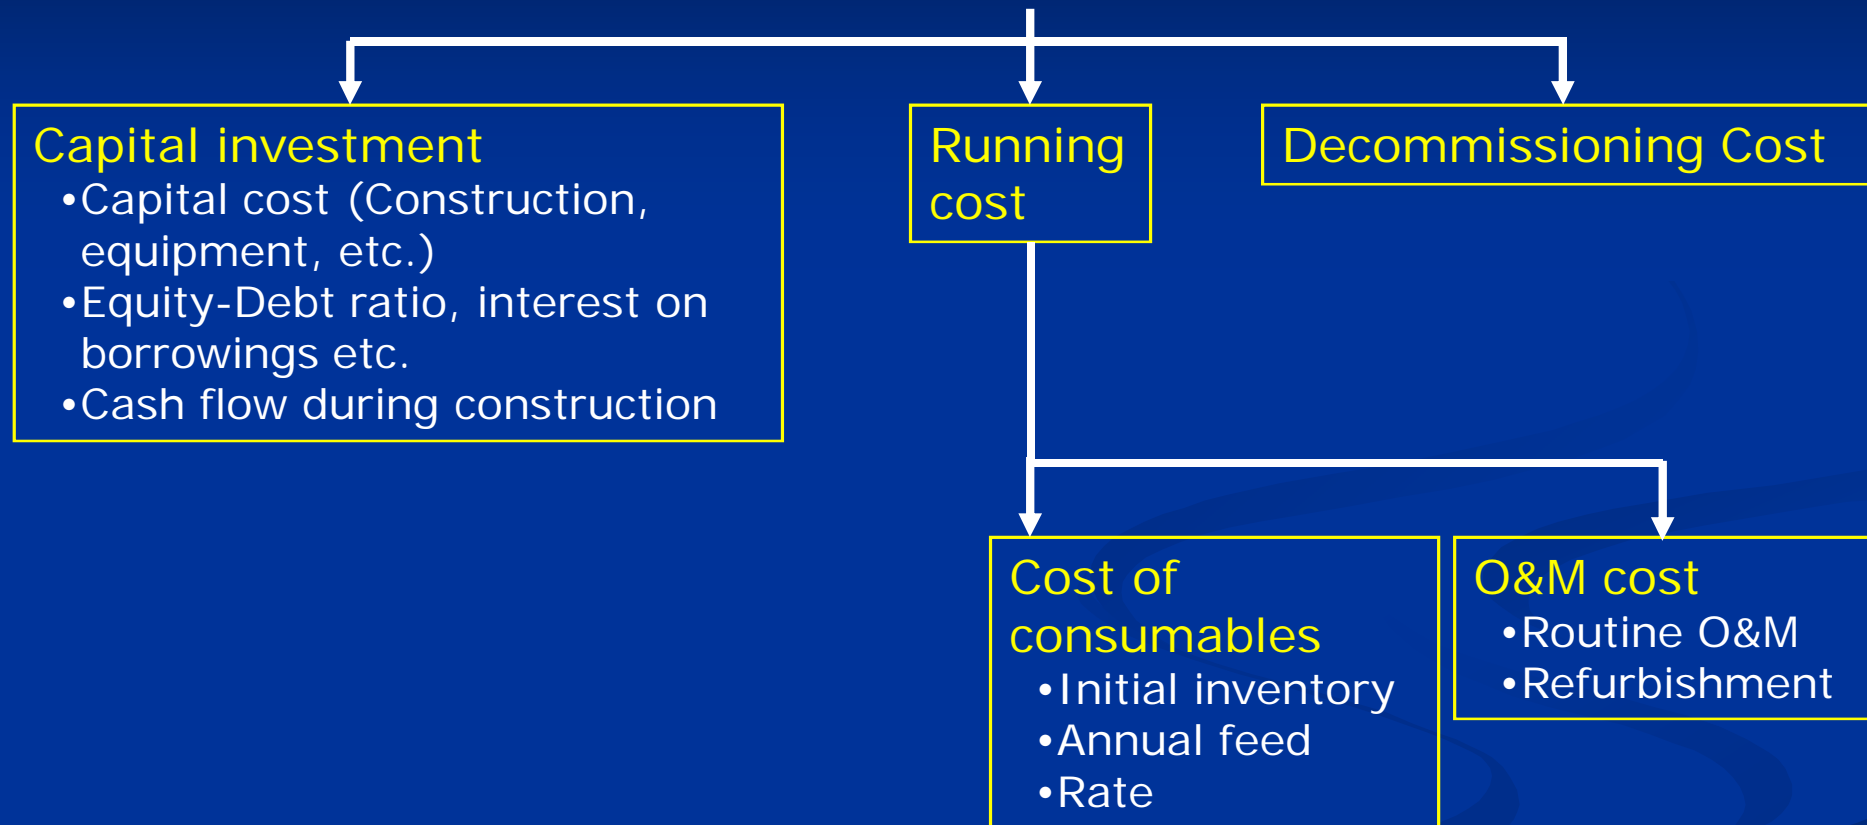 Capital investment
•Capital cost (Construction,
equipment, etc.)
•Equity-Debt ratio, interest on
borrowings etc.
•Cash flow during construction
Running
cost
Decommissioning Cost
Cost of
consumables
•Initial inventory
•Annual feed
•Rate
O&M cost
•Routine O&M
•Refurbishment